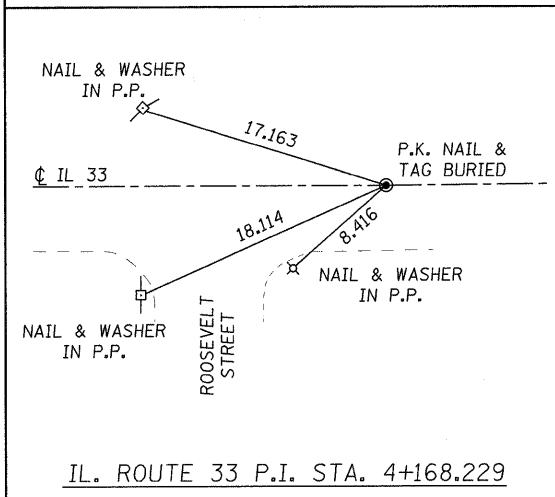 NAIL & WASHER
IN P.P.
17.163
P.K. NAIL &
TAG BURIED
℄ IL 33
18.114
8.416
NAIL & WASHER
IN P.P.
NAIL & WASHER
IN P.P.
ROOSEVELT
STREET
IL. ROUTE 33 P.I. STA. 4+168.229